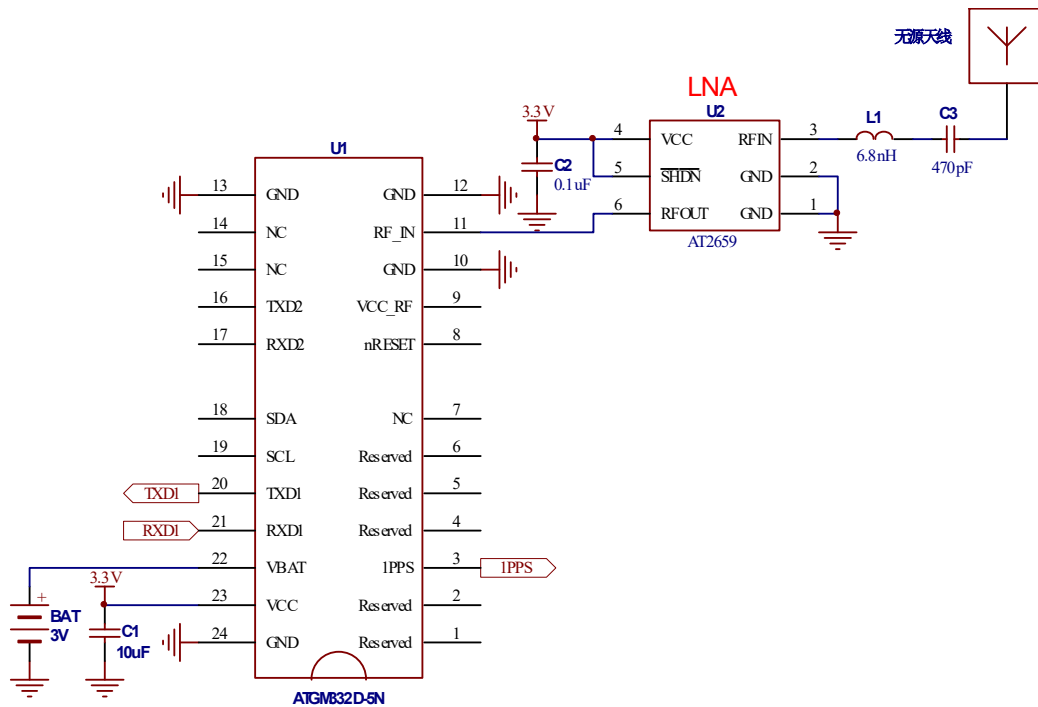 无源天线
LNA
U2
3.3V
4 VCC RFIN 3
L1
6.8nH
C3
470pF
C2
0.1uF
5 SHDN GND 2
6 RFOUT GND 1
AT2659
U1
13 GND GND 12
14 NC RF_IN 11
15 NC GND 10
16 TXD2 VCC_RF 9
17 RXD2 nRESET 8
18 SDA NC 7
19 SCL Reserved 6
TXD1 20 TXD1 Reserved 5
RXD1 21 RXD1 Reserved 4
22 VBAT 1PPS 3 1PPS
3.3V
23 VCC Reserved 2
24 GND Reserved 1
+
BAT
3V
C1
10uF
ATGM332D-5N